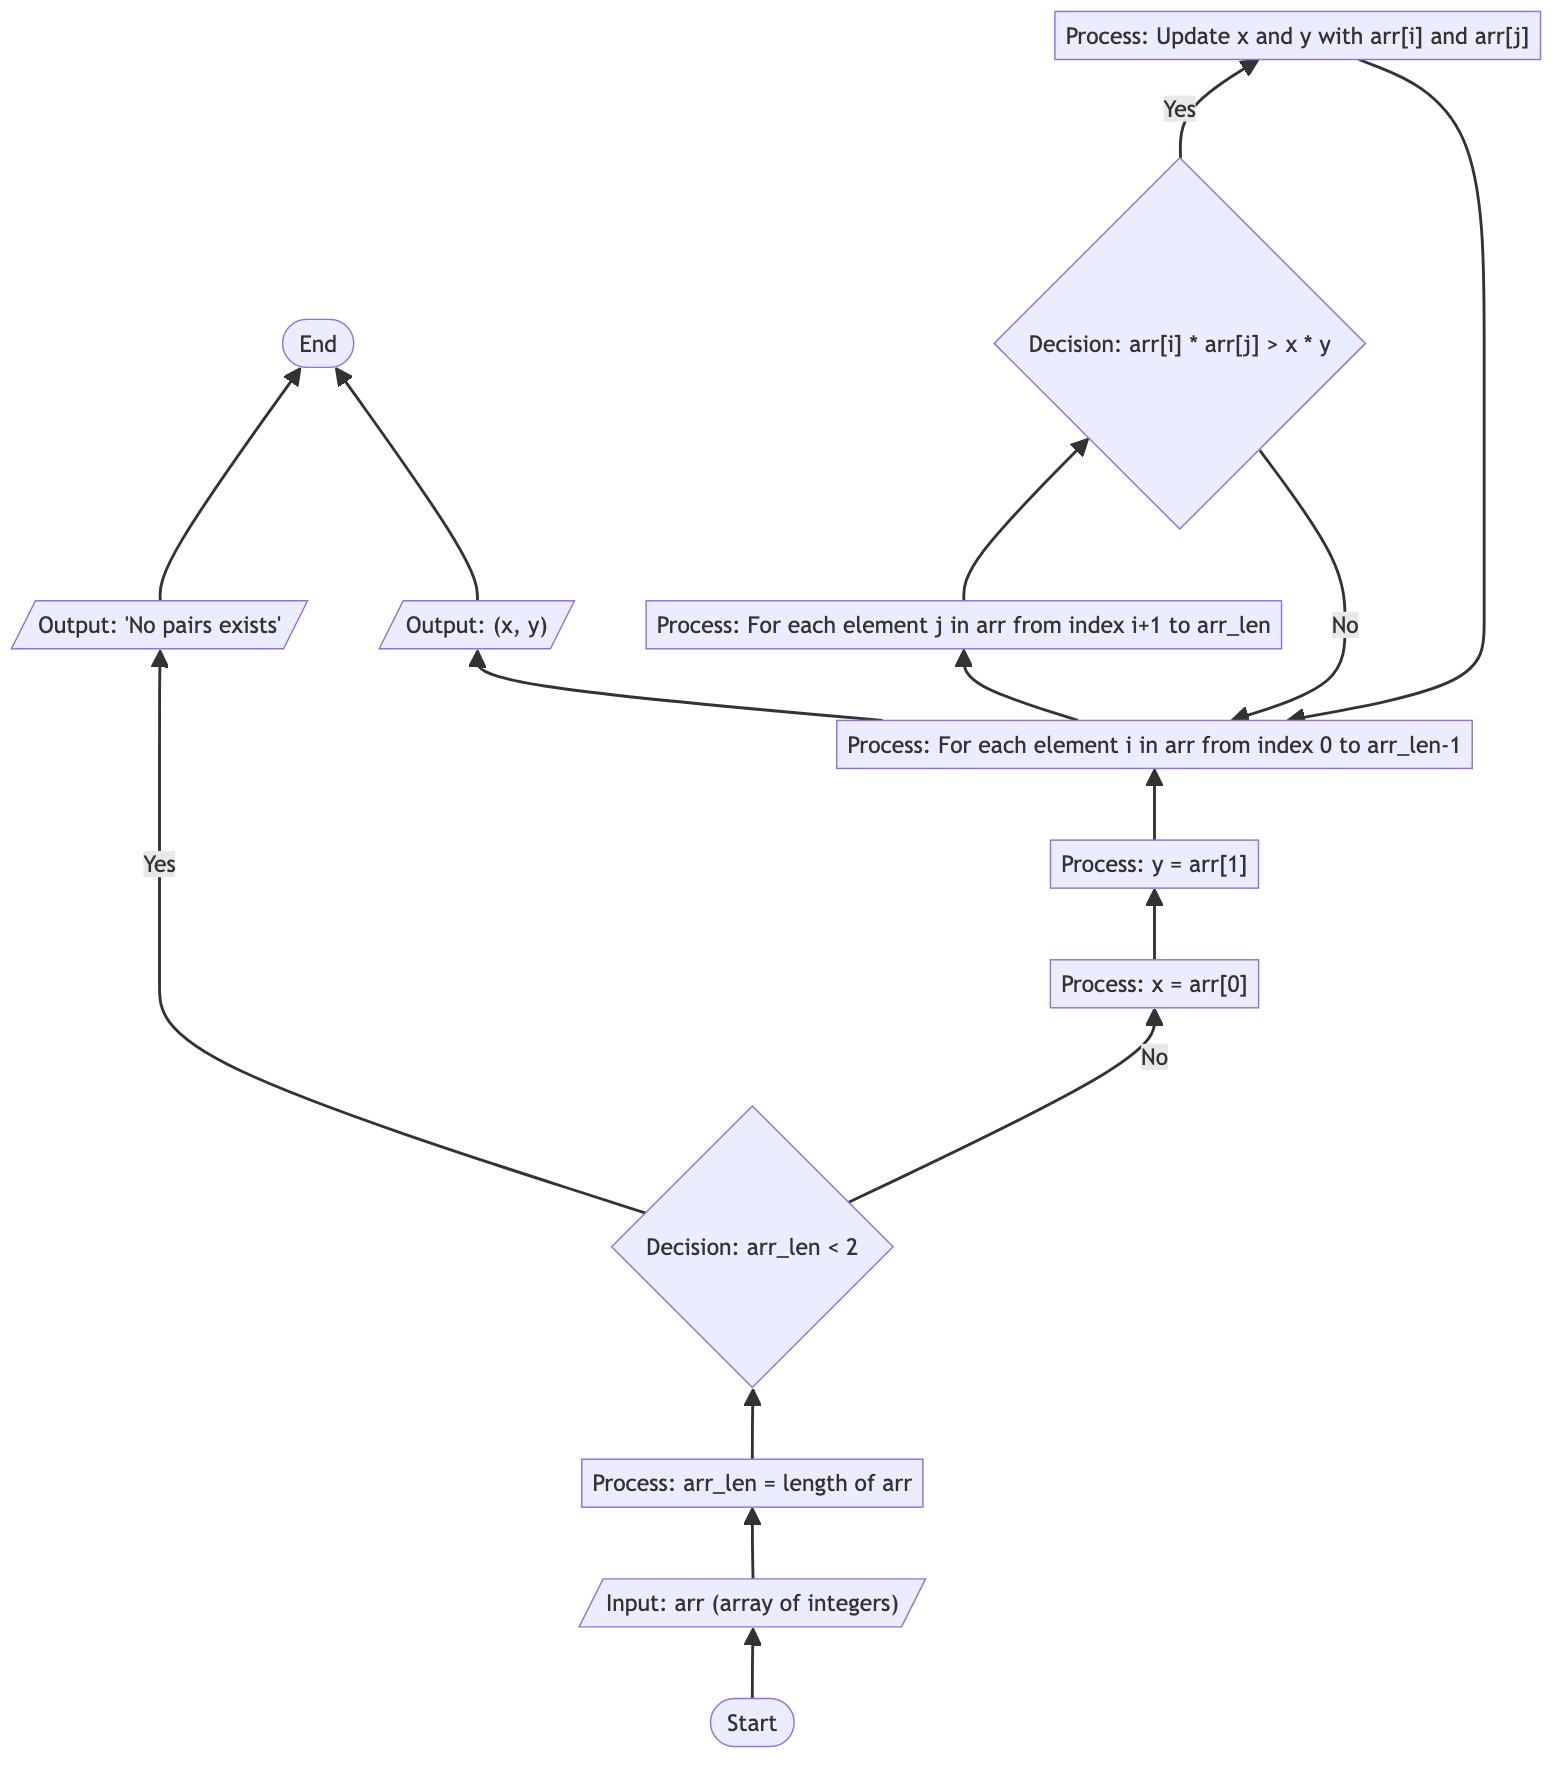 Process: Update x and y with arr[i] and arr[j]
Yes
Decision: arr[i] * arr[j] > x * y
End
Output: 'No pairs exists'
Output: (x, y)
Process: For each element j in arr from index i+1 to arr_len
No
Process: For each element i in arr from index 0 to arr_len-1
Yes
Process: y = arr[1]
Process: x = arr[0]
No
Decision: arr_len < 2
Process: arr_len = length of arr
Input: arr (array of integers)
Start